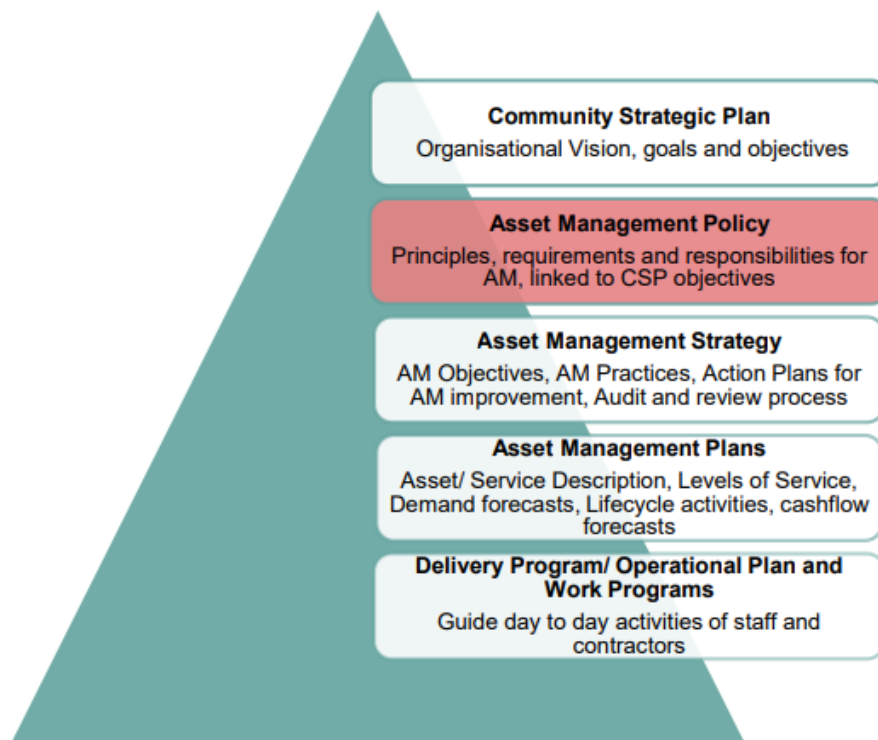 Community Strategic Plan
Organisational Vision, goals and objectives
Asset Management Policy
Principles, requirements and responsibilities for
AM, linked to CSP objectives
Asset Management Strategy
AM Objectives, AM Practices, Action Plans for
AM improvement, Audit and review process
Asset Management Plans
Asset/ Service Description, Levels of Service,
Demand forecasts, Lifecycle activities, cashflow
forecasts
Delivery Program/ Operational Plan and
Work Programs
Guide day to day activities of staff and
contractors